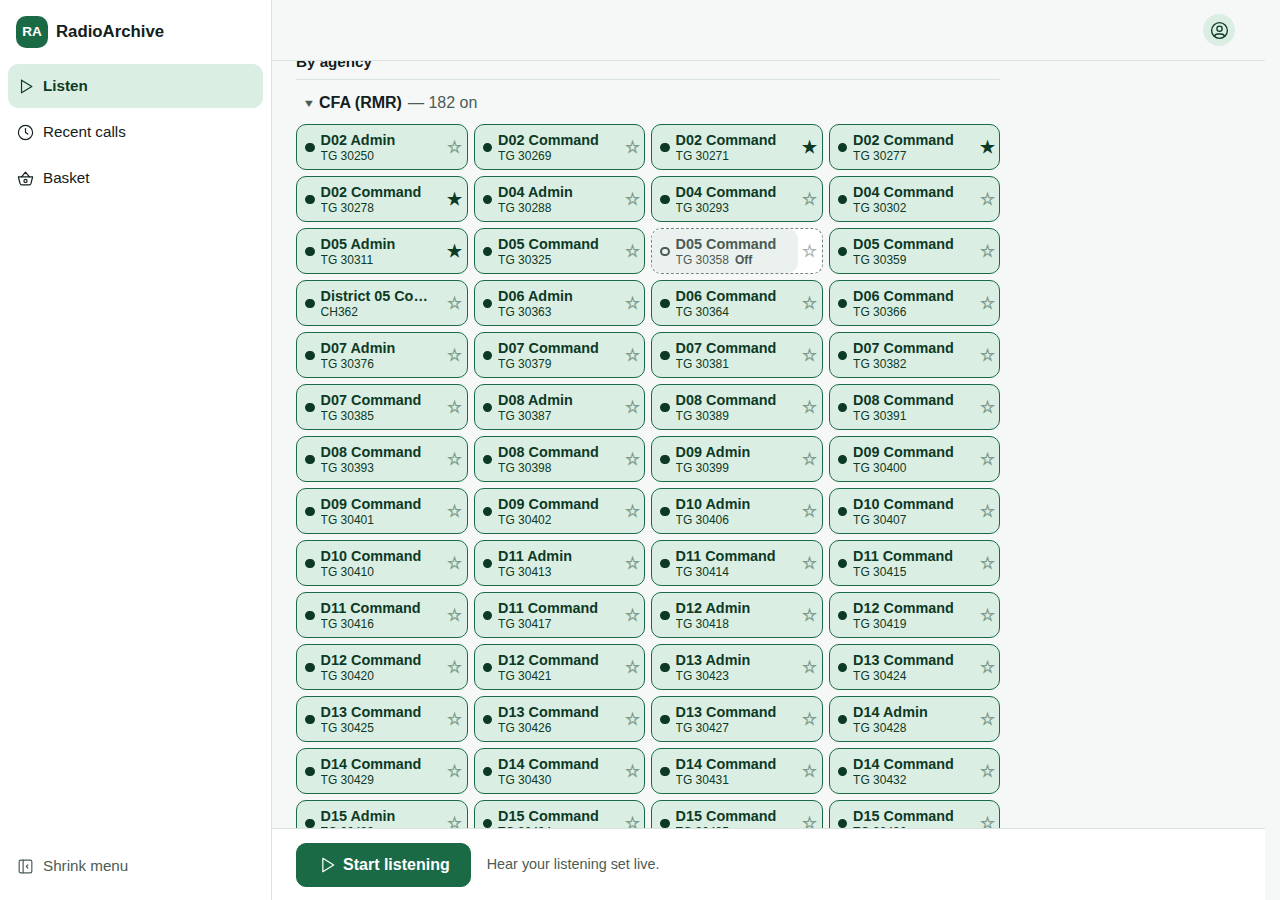 RA RadioArchive
Listen
Recent calls
Basket
Shrink menu
By agency
CFA (RMR) — 182 on
D02 Admin
TG 30250
D02 Command
TG 30269
D02 Command
TG 30271
D02 Command
TG 30277
D02 Command
TG 30278
D04 Admin
TG 30288
D04 Command
TG 30293
D04 Command
TG 30302
D05 Admin
TG 30311
D05 Command
TG 30325
D05 Command
TG 30358 Off
D05 Command
TG 30359
District 05 Co…
CH362
D06 Admin
TG 30363
D06 Command
TG 30364
D06 Command
TG 30366
D07 Admin
TG 30376
D07 Command
TG 30379
D07 Command
TG 30381
D07 Command
TG 30382
D07 Command
TG 30385
D08 Admin
TG 30387
D08 Command
TG 30389
D08 Command
TG 30391
D08 Command
TG 30393
D08 Command
TG 30398
D09 Admin
TG 30399
D09 Command
TG 30400
D09 Command
TG 30401
D09 Command
TG 30402
D10 Admin
TG 30406
D10 Command
TG 30407
D10 Command
TG 30410
D11 Admin
TG 30413
D11 Command
TG 30414
D11 Command
TG 30415
D11 Command
TG 30416
D11 Command
TG 30417
D12 Admin
TG 30418
D12 Command
TG 30419
D12 Command
TG 30420
D12 Command
TG 30421
D13 Admin
TG 30423
D13 Command
TG 30424
D13 Command
TG 30425
D13 Command
TG 30426
D13 Command
TG 30427
D14 Admin
TG 30428
D14 Command
TG 30429
D14 Command
TG 30430
D14 Command
TG 30431
D14 Command
TG 30432
D15 Admin
D15 Command
D15 Command
D15 Command
Start listening
Hear your listening set live.